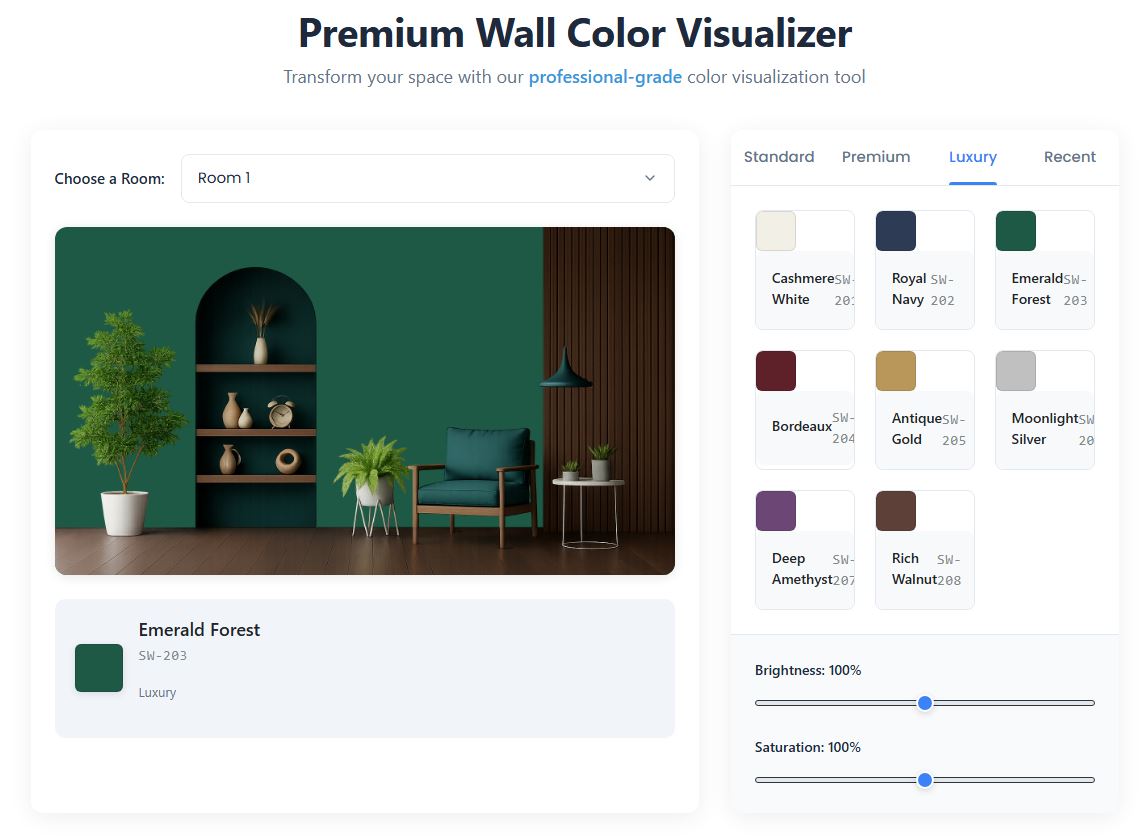 Premium Wall Color Visualizer
Transform your space with our professional-grade color visualization tool
Choose a Room:
Room 1
Emerald Forest
SW-203
Luxury
Standard Premium Luxury Recent
Cashmere White
SW-
Royal Navy
SW-202
Emerald Forest
SW-203
Bordeaux
SW-204
Antique Gold
SW-205
Moonlight Silver
SW
Deep Amethyst
SW-207
Rich Walnut
SW-208
Brightness: 100%
Saturation: 100%